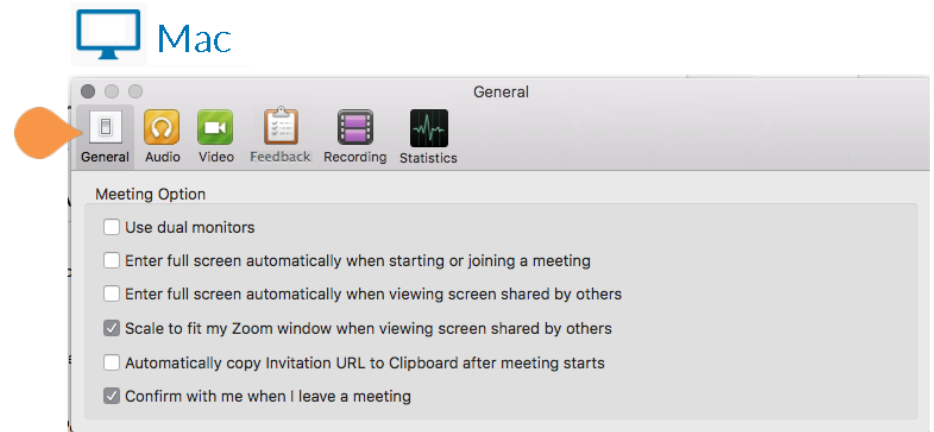 Mac
General
General Audio Video Feedback Recording Statistics
Meeting Option
Use dual monitors
Enter full screen automatically when starting or joining a meeting
Enter full screen automatically when viewing screen shared by others
Scale to fit my Zoom window when viewing screen shared by others
Automatically copy Invitation URL to Clipboard after meeting starts
Confirm with me when I leave a meeting